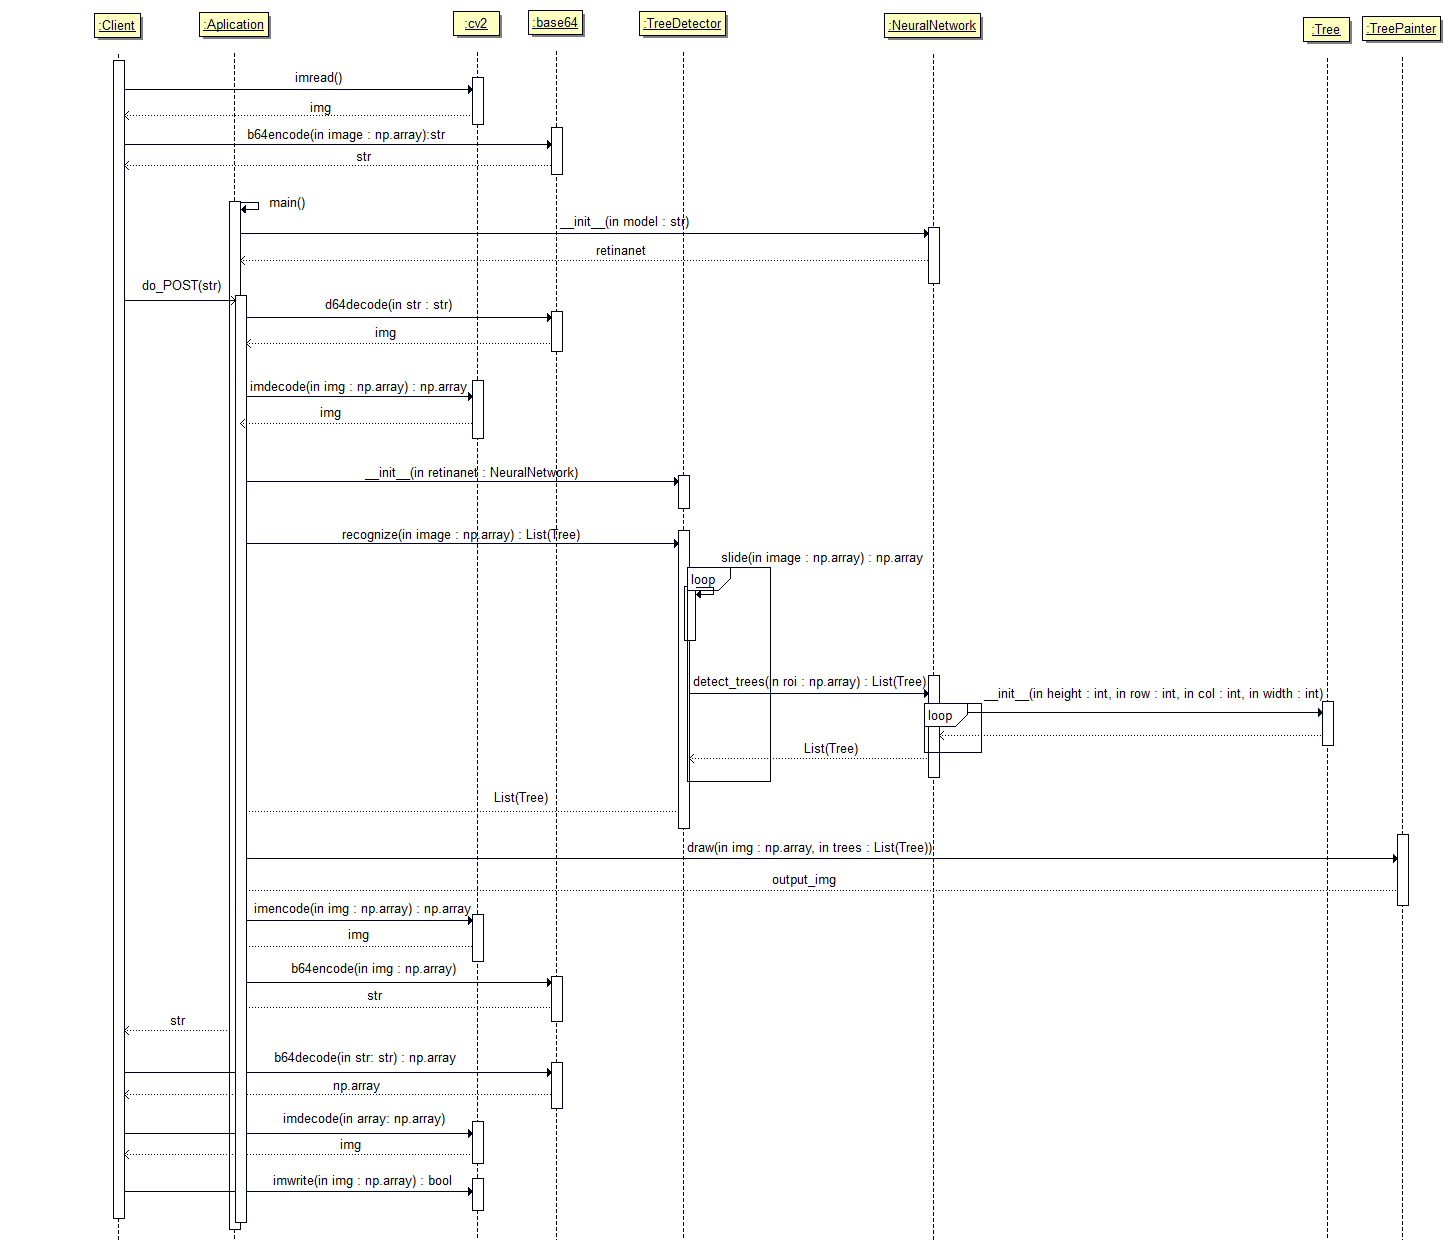 :Client
:Aplication
:cv2
:base64
:TreeDetector
:NeuralNetwork
:Tree
:TreePainter
imread()
img
b64encode(in image : np.array):str
str
main()
__init__(in model : str)
retinanet
do_POST(str)
d64decode(in str : str)
img
imdecode(in img : np.array) : np.array
img
__init__(in retinanet : NeuralNetwork)
recognize(in image : np.array) : List(Tree)
slide(in image : np.array) : np.array
loop
detect_trees(in roi : np.array) : List(Tree)
__init__(in height : int, in row : int, in col : int, in width : int)
loop
List(Tree)
List(Tree)
draw(in img : np.array, in trees : List(Tree))
output_img
imencode(in img : np.array) : np.array
img
b64encode(in img : np.array)
str
str
b64decode(in str: str) : np.array
np.array
imdecode(in array: np.array)
img
imwrite(in img : np.array) : bool